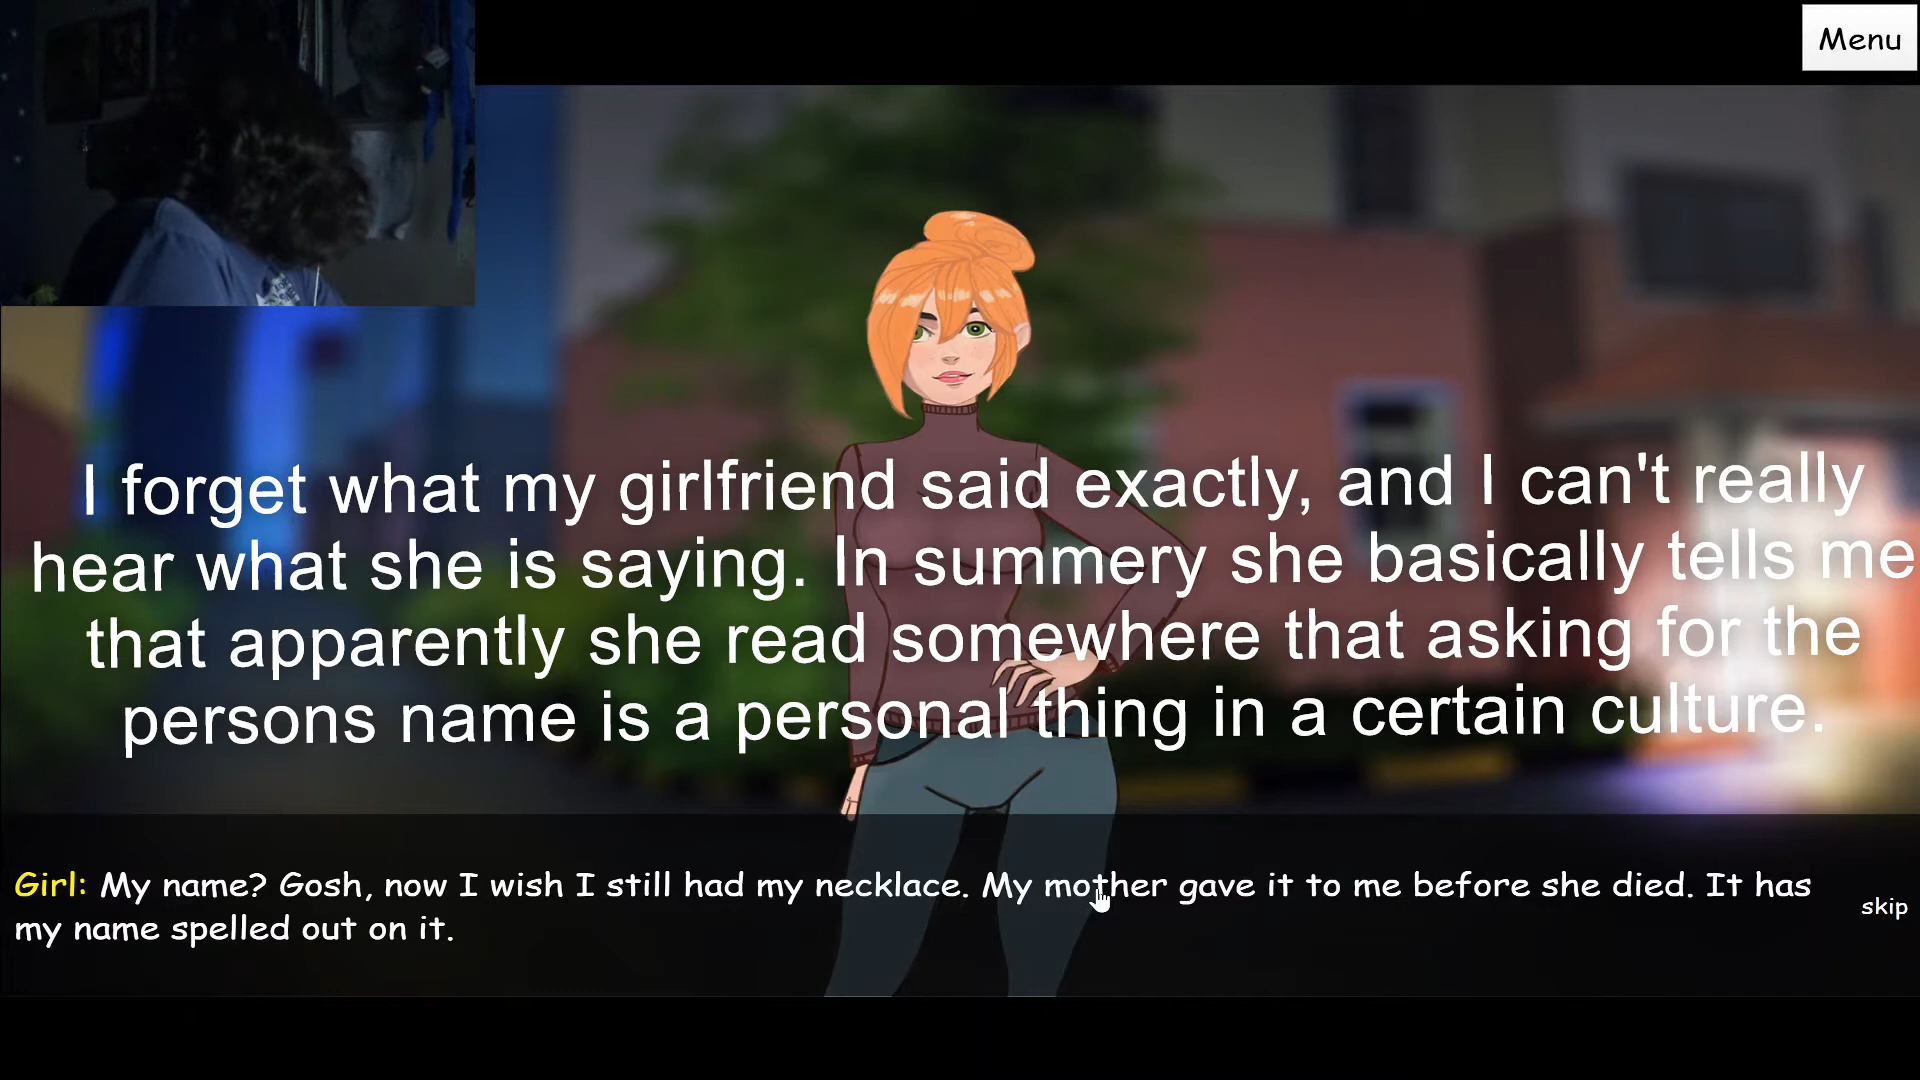 Menu
I forget what my girlfriend said exactly, and I can't really
hear what she is saying. In summery she basically tells me
that apparently she read somewhere that asking for the
persons name is a personal thing in a certain culture.
Girl: My name? Gosh, now I wish I still had my necklace. My mother gave it to me before she died. It has
my name spelled out on it.
skip